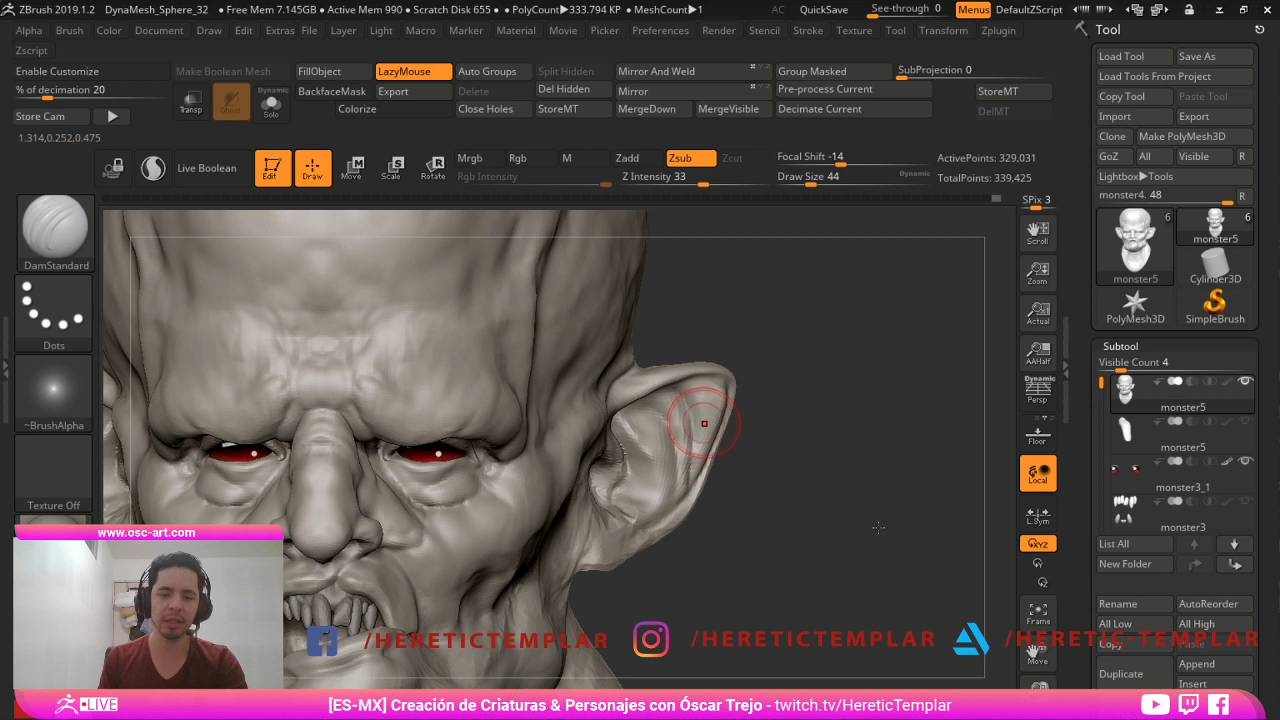 ZBrush 2019.1.2 DynaMesh_Sphere_32 ● Free Mem 7.145GB ● Active Mem 990 ● Scratch Disk 655 ● ● PolyCount▶333.794 KP ● MeshCount▶1 AC QuickSave See-through 0 Menus DefaultZScript
Alpha Brush Color Document Draw Edit Extras File Layer Light Macro Marker Material Movie Picker Preferences Render Stencil Stroke Texture Tool Transform Zplugin
Zscript
Tool
Enable Customize Make Boolean Mesh FillObject LazyMouse Auto Groups Split Hidden Mirror And Weld Group Masked SubProjection 0
% of decimation 20 Transp Ghost Dynamic Solo BackfaceMask Export Delete Del Hidden Mirror Pre-process Current StoreMT
Store Cam Colorize Close Holes StoreMT MergeDown MergeVisible Decimate Current DelMT
1.314,0.252,0.475
Live Boolean Edit Draw Move Scale Rotate Mrgb Rgb M Zadd Zsub Zcut Focal Shift -14 ActivePoints: 329,031
Rgb Intensity Z Intensity 33 Draw Size 44 Dynamic TotalPoints: 339,425
Load Tool Save As
Load Tools From Project
Copy Tool Paste Tool
Import Export
Clone Make PolyMesh3D
GoZ All Visible R
Lightbox▶Tools
monster4. 48 R
6 6
monster5
monster5 Cylinder3D
PolyMesh3D SimpleBrush
Subtool
Visible Count 4
monster5
monster5
monster3_1
monster3
List All
New Folder
Rename AutoReorder
All Low All High
Copy Paste
Duplicate Append
Insert
SPix 3
Scroll
Zoom
Actual
AAHalf
Dynamic
Persp
Floor
Local
L.Sym
XYZ
Frame
Move
DamStandard
Dots
~BrushAlpha
Texture Off
www.osc-art.com
/HERETICTEMPLAR /HERETICTEMPLAR /HERETIC-TEMPLAR
LIVE [ES-MX] Creación de Criaturas & Personajes con Óscar Trejo - twitch.tv/HereticTemplar